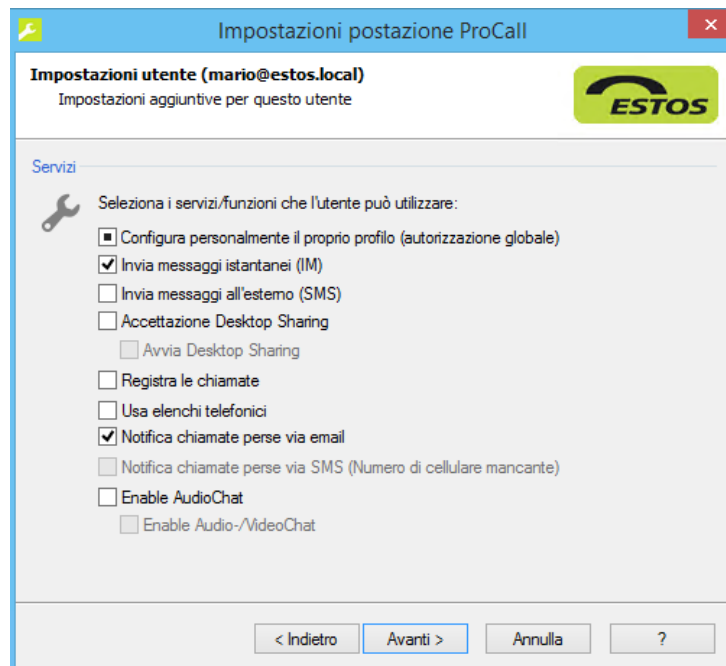 Impostazioni postazione ProCall
Impostazioni utente (mario@estos.local)
Impostazioni aggiuntive per questo utente
ESTOS
Servizi
Seleziona i servizi/funzioni che l'utente può utilizzare:
Configura personalmente il proprio profilo (autorizzazione globale)
Invia messaggi istantanei (IM)
Invia messaggi all'esterno (SMS)
Accettazione Desktop Sharing
Avvia Desktop Sharing
Registra le chiamate
Usa elenchi telefonici
Notifica chiamate perse via email
Notifica chiamate perse via SMS (Numero di cellulare mancante)
Enable AudioChat
Enable Audio-/VideoChat
< Indietro Avanti > Annulla ?